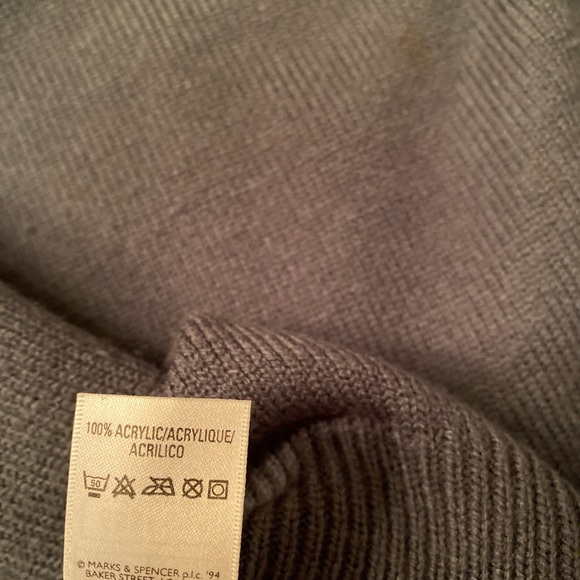 100% ACRYLIC/ACRYLIQUE/
ACRILICO
50
© MARKS & SPENCER p.l.c. '94
BAKER STREET